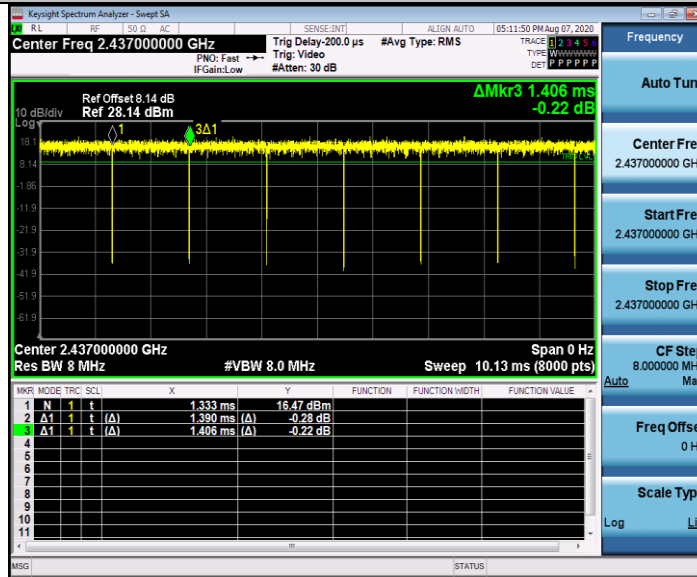 Keysight Spectrum Analyzer - Swept SA
RL RF 50 Ω AC SENSE:INT ALIGN AUTO 05:11:50 PM Aug 07, 2020
Center Freq 2.437000000 GHz
PNO: Fast
IFGain:Low
Trig Delay-200.0 µs
Trig: Video
#Atten: 30 dB
#Avg Type: RMS
TRACE 1 2 3 4 5 6
TYPE WWWWWW
DET P P P P P P
Ref Offset 8.14 dB
10 dB/div Ref 28.14 dBm
Log
ΔMkr3 1.406 ms
-0.22 dB
1
3Δ1
18.1
8.14
-1.86
-11.9
-21.9
-31.9
-41.9
-51.9
-61.9
Center 2.437000000 GHz Span 0 Hz
Res BW 8 MHz #VBW 8.0 MHz Sweep 10.13 ms (8000 pts)
MKR MODE TRC SCL X Y FUNCTION FUNCTION WIDTH FUNCTION VALUE
1 N 1 t 1.333 ms 16.47 dBm
2 Δ1 1 t (Δ) 1.390 ms (Δ) -0.28 dB
3 Δ1 1 t (Δ) 1.406 ms (Δ) -0.22 dB
4
5
6
7
8
9
10
11
MSG STATUS
Frequency
Auto Tun
Center Fre
2.437000000 GH
Start Fre
2.437000000 GH
Stop Fre
2.437000000 GH
CF Ste
8.000000 MH
Auto Ma
Freq Offse
0 H
Scale Typ
Log Li